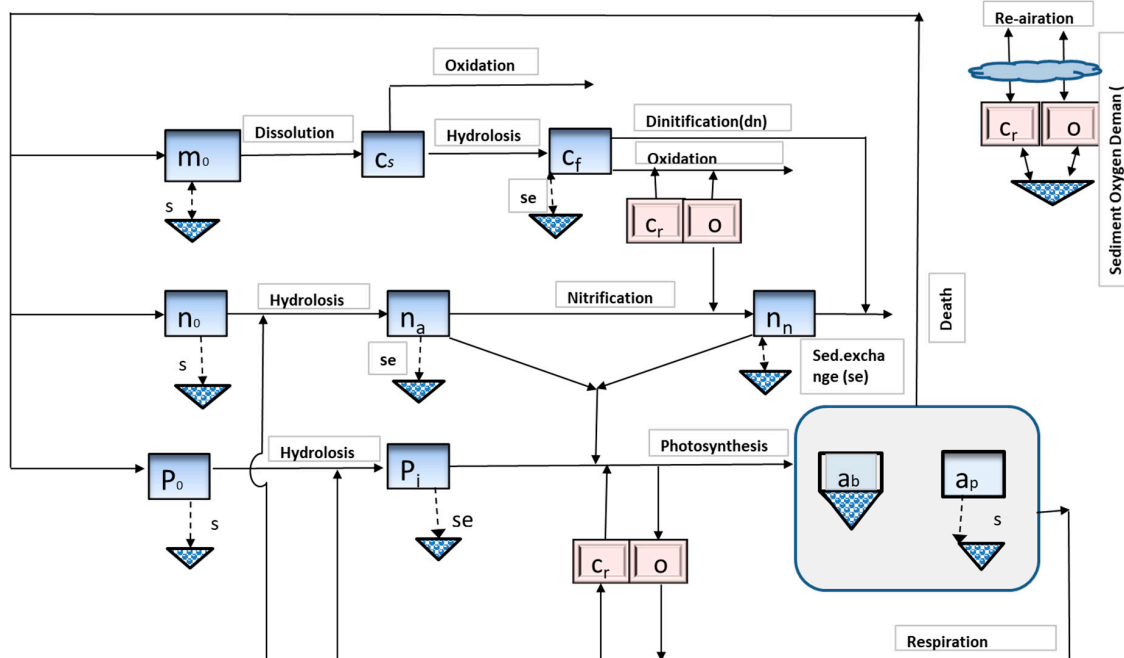 Re-airation
Oxidation
Sediment Oxygen Deman (
cr o
Dissolution
Hydrolosis
Dinitification(dn)
Oxidation
m0
cs
cf
s
se
cr o
Hydrolosis
Nitrification
Death
n0
na
nn
s
se
Sed.excha
nge (se)
Hydrolosis
Photosynthesis
P0
Pi
ab
ap
s
se
s
cr o
Respiration